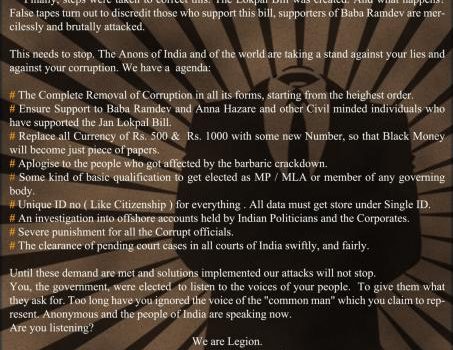 Finally, steps were taken to correct this. The Lokpal Bill was created. And what happens?
False tapes turn out to discredit those who support this bill, supporters of Baba Ramdev are mer-
cilessly and brutally attacked.
This needs to stop. The Anons of India and of the world are taking a stand against your lies and
against your corruption. We have a agenda:
# The Complete Removal of Corruption in all its forms, starting from the heighest order.
# Ensure Support to Baba Ramdev and Anna Hazare and other Civil minded individuals who
have supported the Jan Lokpal Bill.
# Replace all Currency of Rs. 500 & Rs. 1000 with some new Number, so that Black Money
will become just piece of papers.
# Aplogise to the people who got affected by the barbaric crackdown.
# Some kind of basic qualification to get elected as MP / MLA or member of any governing
body.
# Unique ID no ( Like Citizenship ) for everything . All data must get store under Single ID.
# An investigation into offshore accounts held by Indian Politicians and the Corporates.
# Severe punishment for all the Corrupt officials.
# The clearance of pending court cases in all courts of India swiftly, and fairly.
Until these demand are met and solutions implemented our attacks will not stop.
You, the government, were elected to listen to the voices of your people. To give them what
they ask for. Too long have you ignored the voice of the "common man" which you claim to rep-
resent. Anonymous and the people of India are speaking now.
Are you listening?
We are Legion.